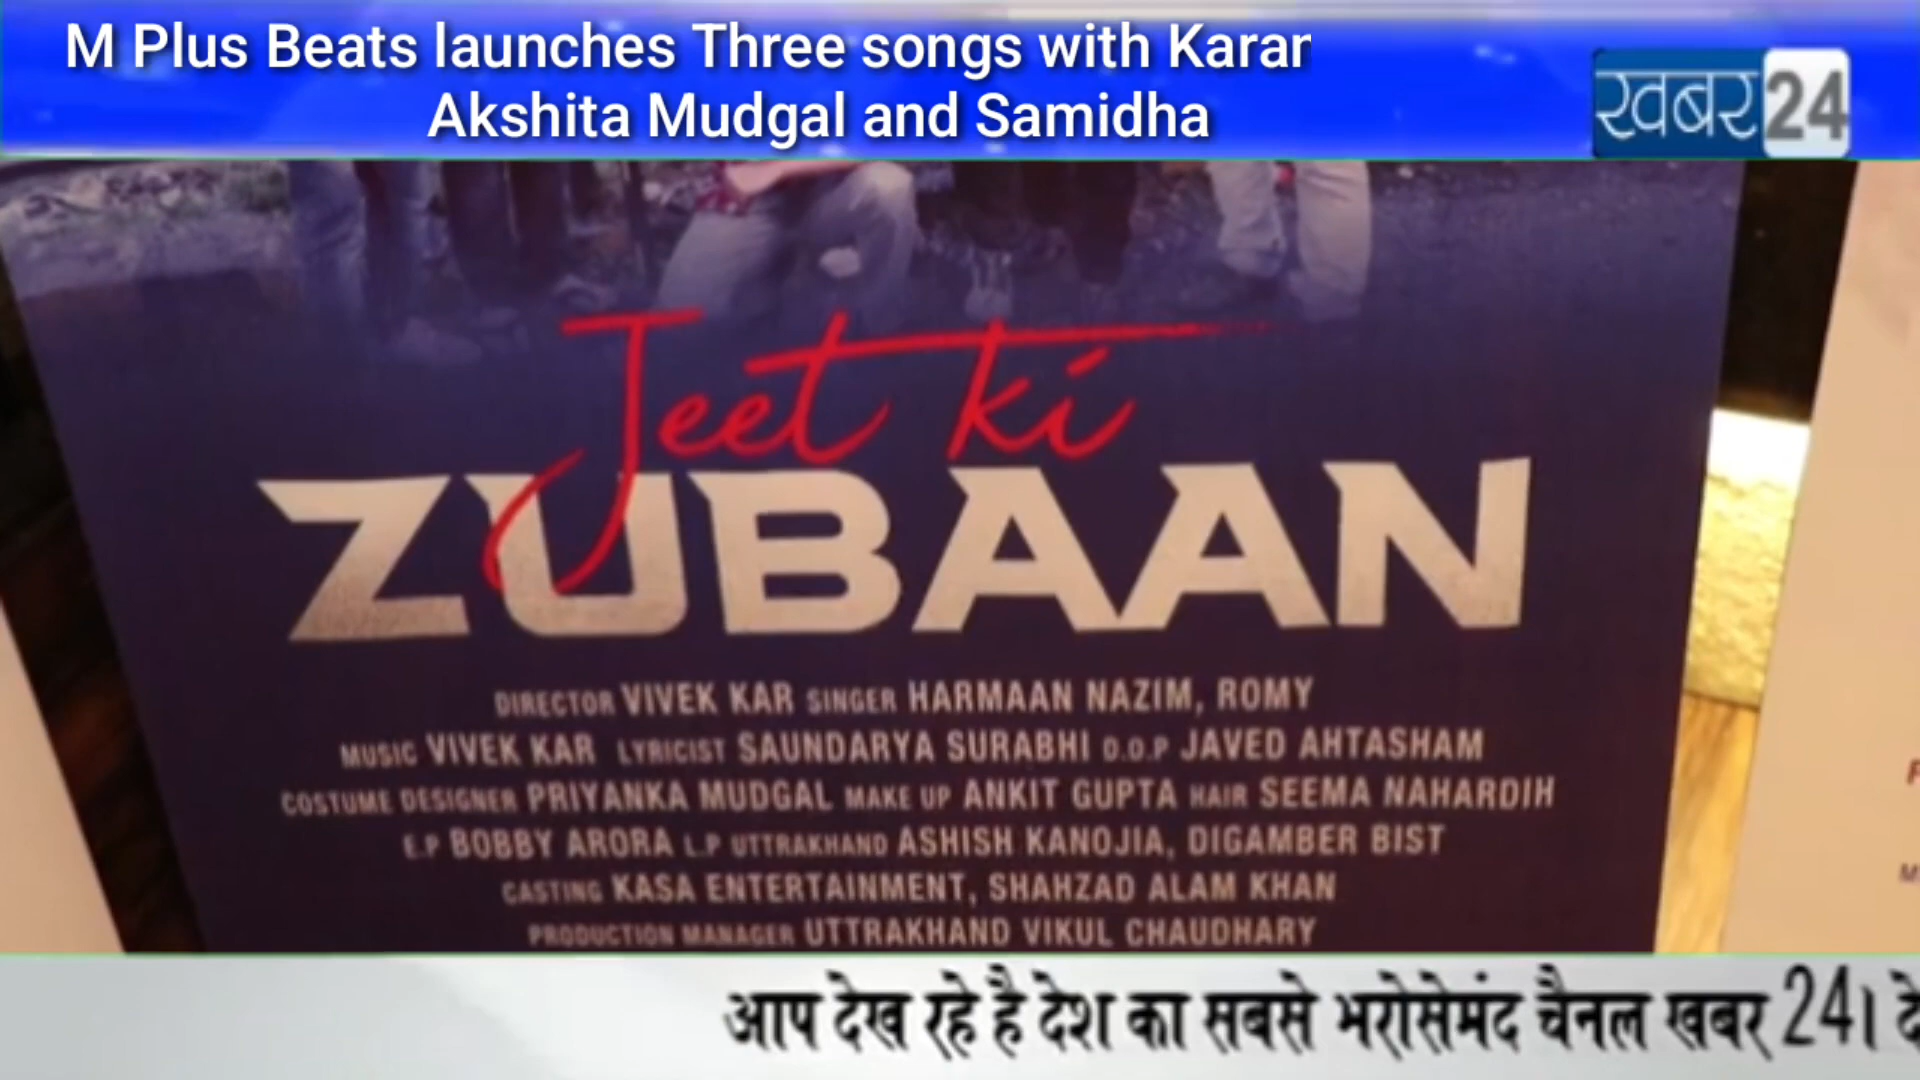 M Plus Beats launches Three songs with Karan
Akshita Mudgal and Samidha
खबर 24
Jeet ki
ZUBAAN
DIRECTOR VIVEK KAR SINGER HARMAAN NAZIM, ROMY
MUSIC VIVEK KAR LYRICIST SAUNDARYA SURABHI D.O.P JAVED AHTASHAM
COSTUME DESIGNER PRIYANKA MUDGAL MAKE UP ANKIT GUPTA HAIR SEEMA NAHARDIH
E.P BOBBY ARORA L.P UTTRAKHAND ASHISH KANOJIA, DIGAMBER BIST
CASTING KASA ENTERTAINMENT, SHAHZAD ALAM KHAN
PRODUCTION MANAGER UTTRAKHAND VIKUL CHAUDHARY
आप देख रहे है देश का सबसे भरोसेमंद चैनल खबर 24। दे